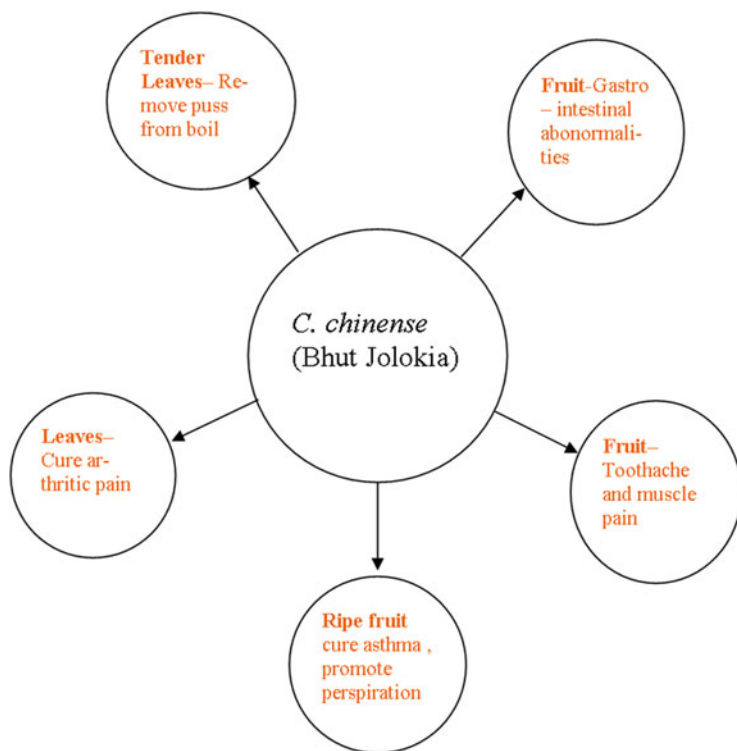 Tender
Leaves– Re-
move puss
from boil
Fruit-Gastro
– intestinal
abonormali-
ties
C. chinense
(Bhut Jolokia)
Leaves–
Cure ar-
thritic pain
Fruit–
Toothache
and muscle
pain
Ripe fruit
cure asthma ,
promote
perspiration